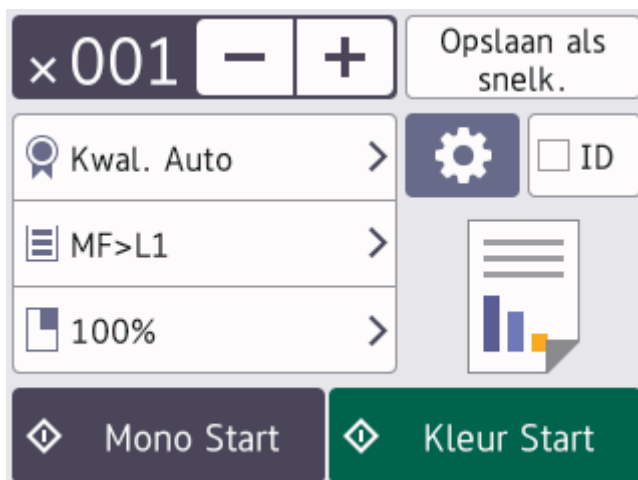 ×001 − +
Opslaan als
snelk.
Kwal. Auto
ID
MF>L1
100%
Mono Start
Kleur Start